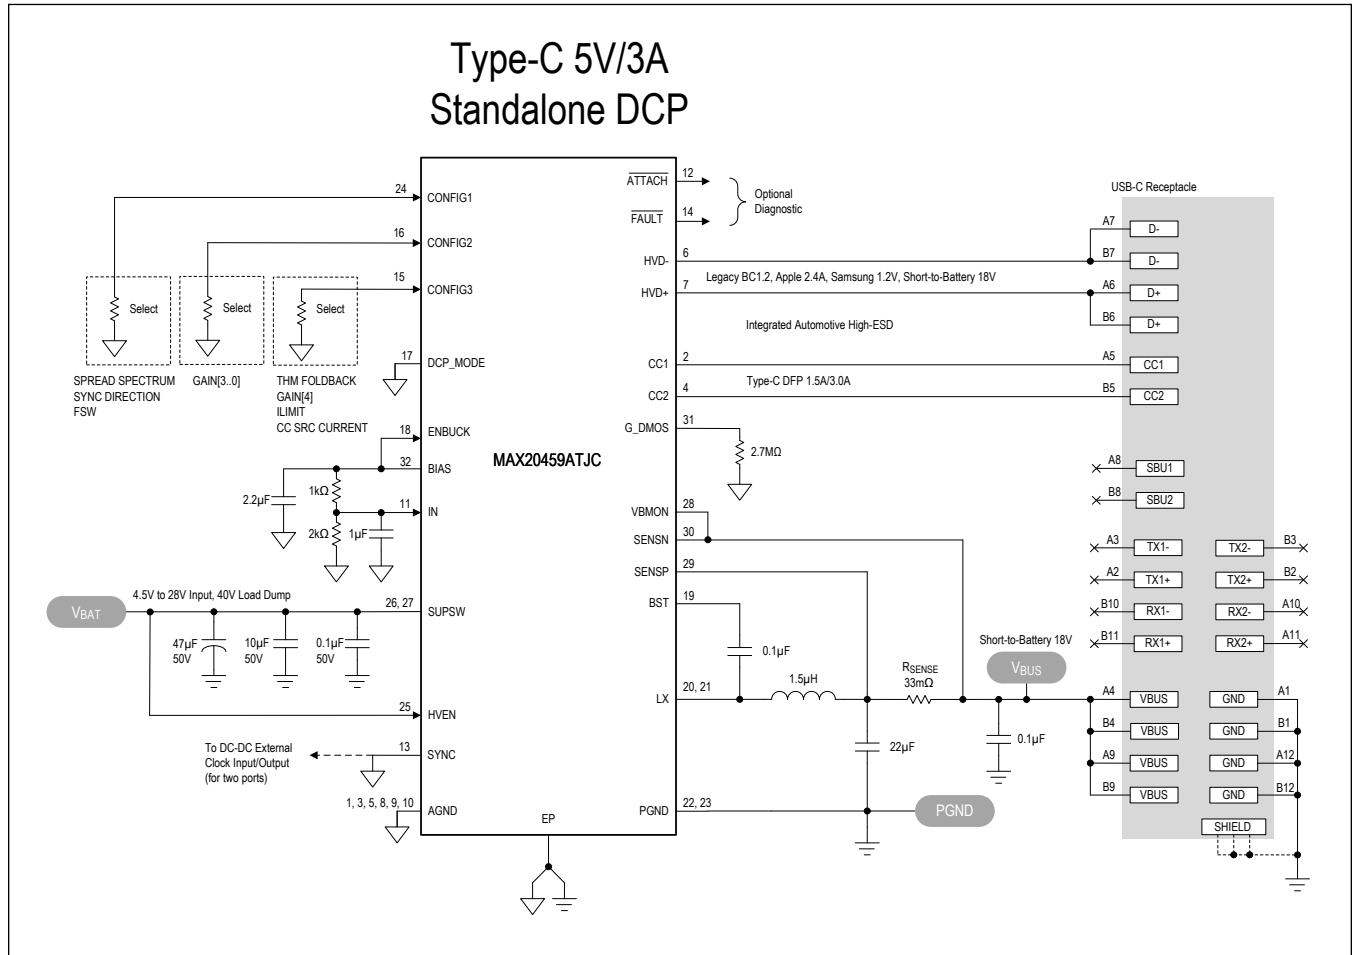 Type-C 5V/3A
Standalone DCP
24
CONFIG1
16
CONFIG2
15
CONFIG3
Select
Select
Select
SPREAD SPECTRUM
SYNC DIRECTION
FSW
GAIN[3..0]
THM FOLDBACK
GAIN[4]
ILIMIT
CC SRC CURRENT
17
DCP_MODE
18
ENBUCK
32
BIAS
2.2µF
1kΩ
11
IN
2kΩ
1µF
4.5V to 28V Input, 40V Load Dump
VBAT
26, 27
SUPSW
47µF
50V
10µF
50V
0.1µF
50V
25
HVEN
To DC-DC External
Clock Input/Output
(for two ports)
13
SYNC
1, 3, 5, 8, 9, 10
AGND
EP
MAX20459ATJC
ATTACH
12
FAULT
14
Optional
Diagnostic
HVD-
6
Legacy BC1.2, Apple 2.4A, Samsung 1.2V, Short-to-Battery 18V
HVD+
7
Integrated Automotive High-ESD
CC1
2
Type-C DFP 1.5A/3.0A
CC2
4
G_DMOS
31
2.7MΩ
VBMON
28
SENSN
30
SENSP
29
BST
19
0.1µF
LX
20, 21
1.5µH
RSENSE
33mΩ
22µF
Short-to-Battery 18V
VBUS
0.1µF
PGND
22, 23
PGND
USB-C Receptacle
A7
D-
B7
D-
A6
D+
B6
D+
A5
CC1
B5
CC2
A8
SBU1
B8
SBU2
A3
TX1-
TX2-
B3
A2
TX1+
TX2+
B2
B10
RX1-
RX2-
A10
B11
RX1+
RX2+
A11
A4
VBUS
GND
A1
B4
VBUS
GND
B1
A9
VBUS
GND
A12
B9
VBUS
GND
B12
SHIELD